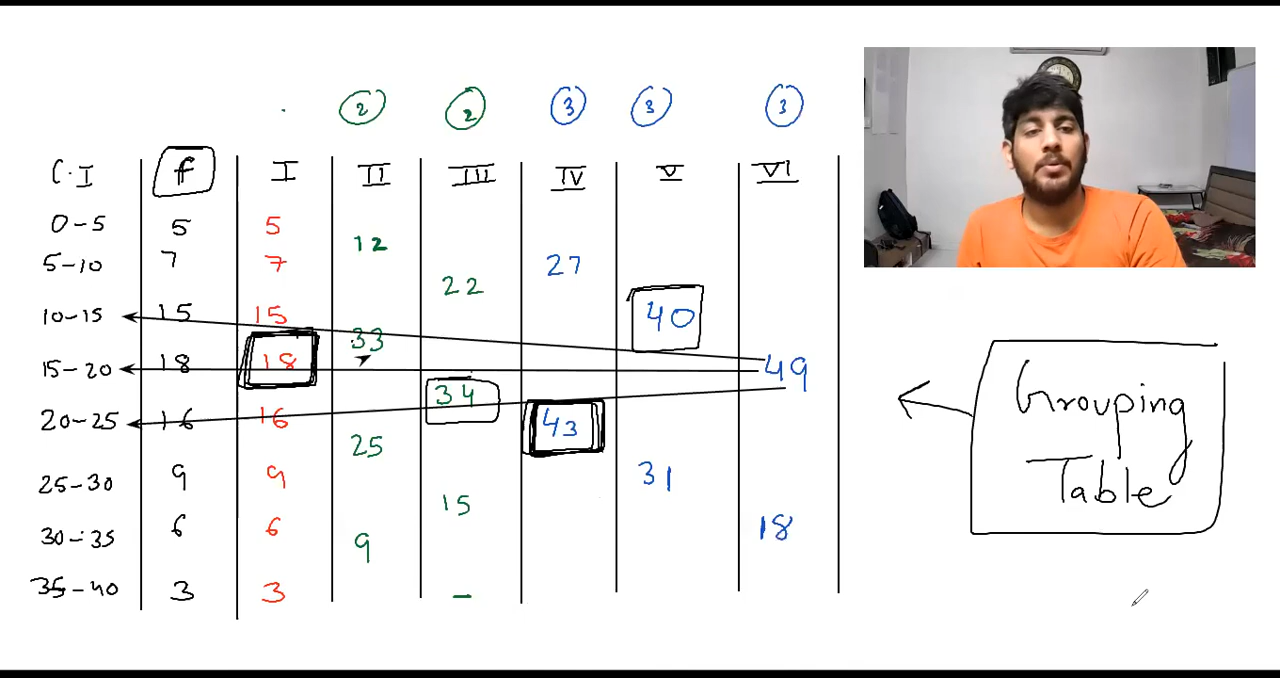 2 2 3 3 3
C.I f I II III IV V VI
0-5 5 5
12
5-10 7 7 27
22
10-15 15 15 40
33
15-20 18 18 49
34
20-25 16 16 43
25
25-30 9 9 31
15
30-35 6 6 18
9
35-40 3 3 -
Grouping
Table